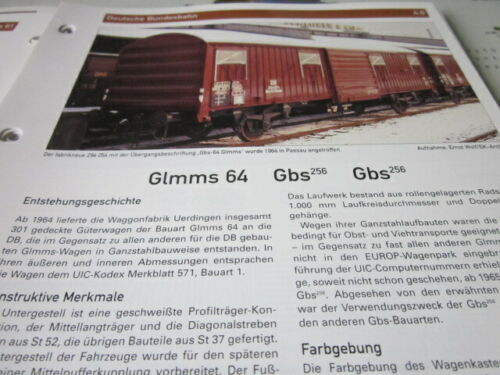 Deutsche Bundesbahn
Der fabrikneue 296 054 mit der Übergangsbeschriftung „Gbs-64 Glmms" wurde 1964 in Passau angetroffen.
Aufnahme: Ernst Wolf/EK-Arch
Glmms 64 Gbs256 Gbs256
Entstehungsgeschichte
Ab 1964 lieferte die Waggonfabrik Uerdingen insgesamt
301 gedeckte Güterwagen der Bauart Glmms 64 an die
DB, die im Gegensatz zu allen anderen für die DB gebau-
ten Glmms-Wagen in Ganzstahlbauweise entstanden. In
ihren äußeren und inneren Abmessungen entsprachen
die Wagen dem UIC-Kodex Merkblatt 571, Bauart 1.
nstruktive Merkmale
Untergestell ist eine geschweißte Profilträger-Kon-
on, der Mittellangträger und die Diagonalstreben
n aus St 52, die übrigen Bauteile aus St 37 gefertigt.
tergestell der Fahrzeuge wurde für den späteren
einer Mittelpufferkupplung vorbereitet. Der Fuß-
Das Laufwerk bestand aus rollengelagerten Rads
1.000 mm Laufkreisdurchmesser und Doppel
gehänge.
Wegen ihrer Ganzstahlaufbauten waren die
bedingt für Obst- und Viehtransporte geeignet
– im Gegensatz zu fast allen anderen Glmm
nicht in den EUROP-Wagenpark eingebr
führung der UIC-Computernummern erhie
ge, soweit nicht schon geschehen, ab 1965
Gbs256. Abgesehen von den erwähnten
war der Verwendungszweck der Gbs
den anderen Gbs-Bauarten.
Farbgebung
Die Farbgebung des Wagenkaste